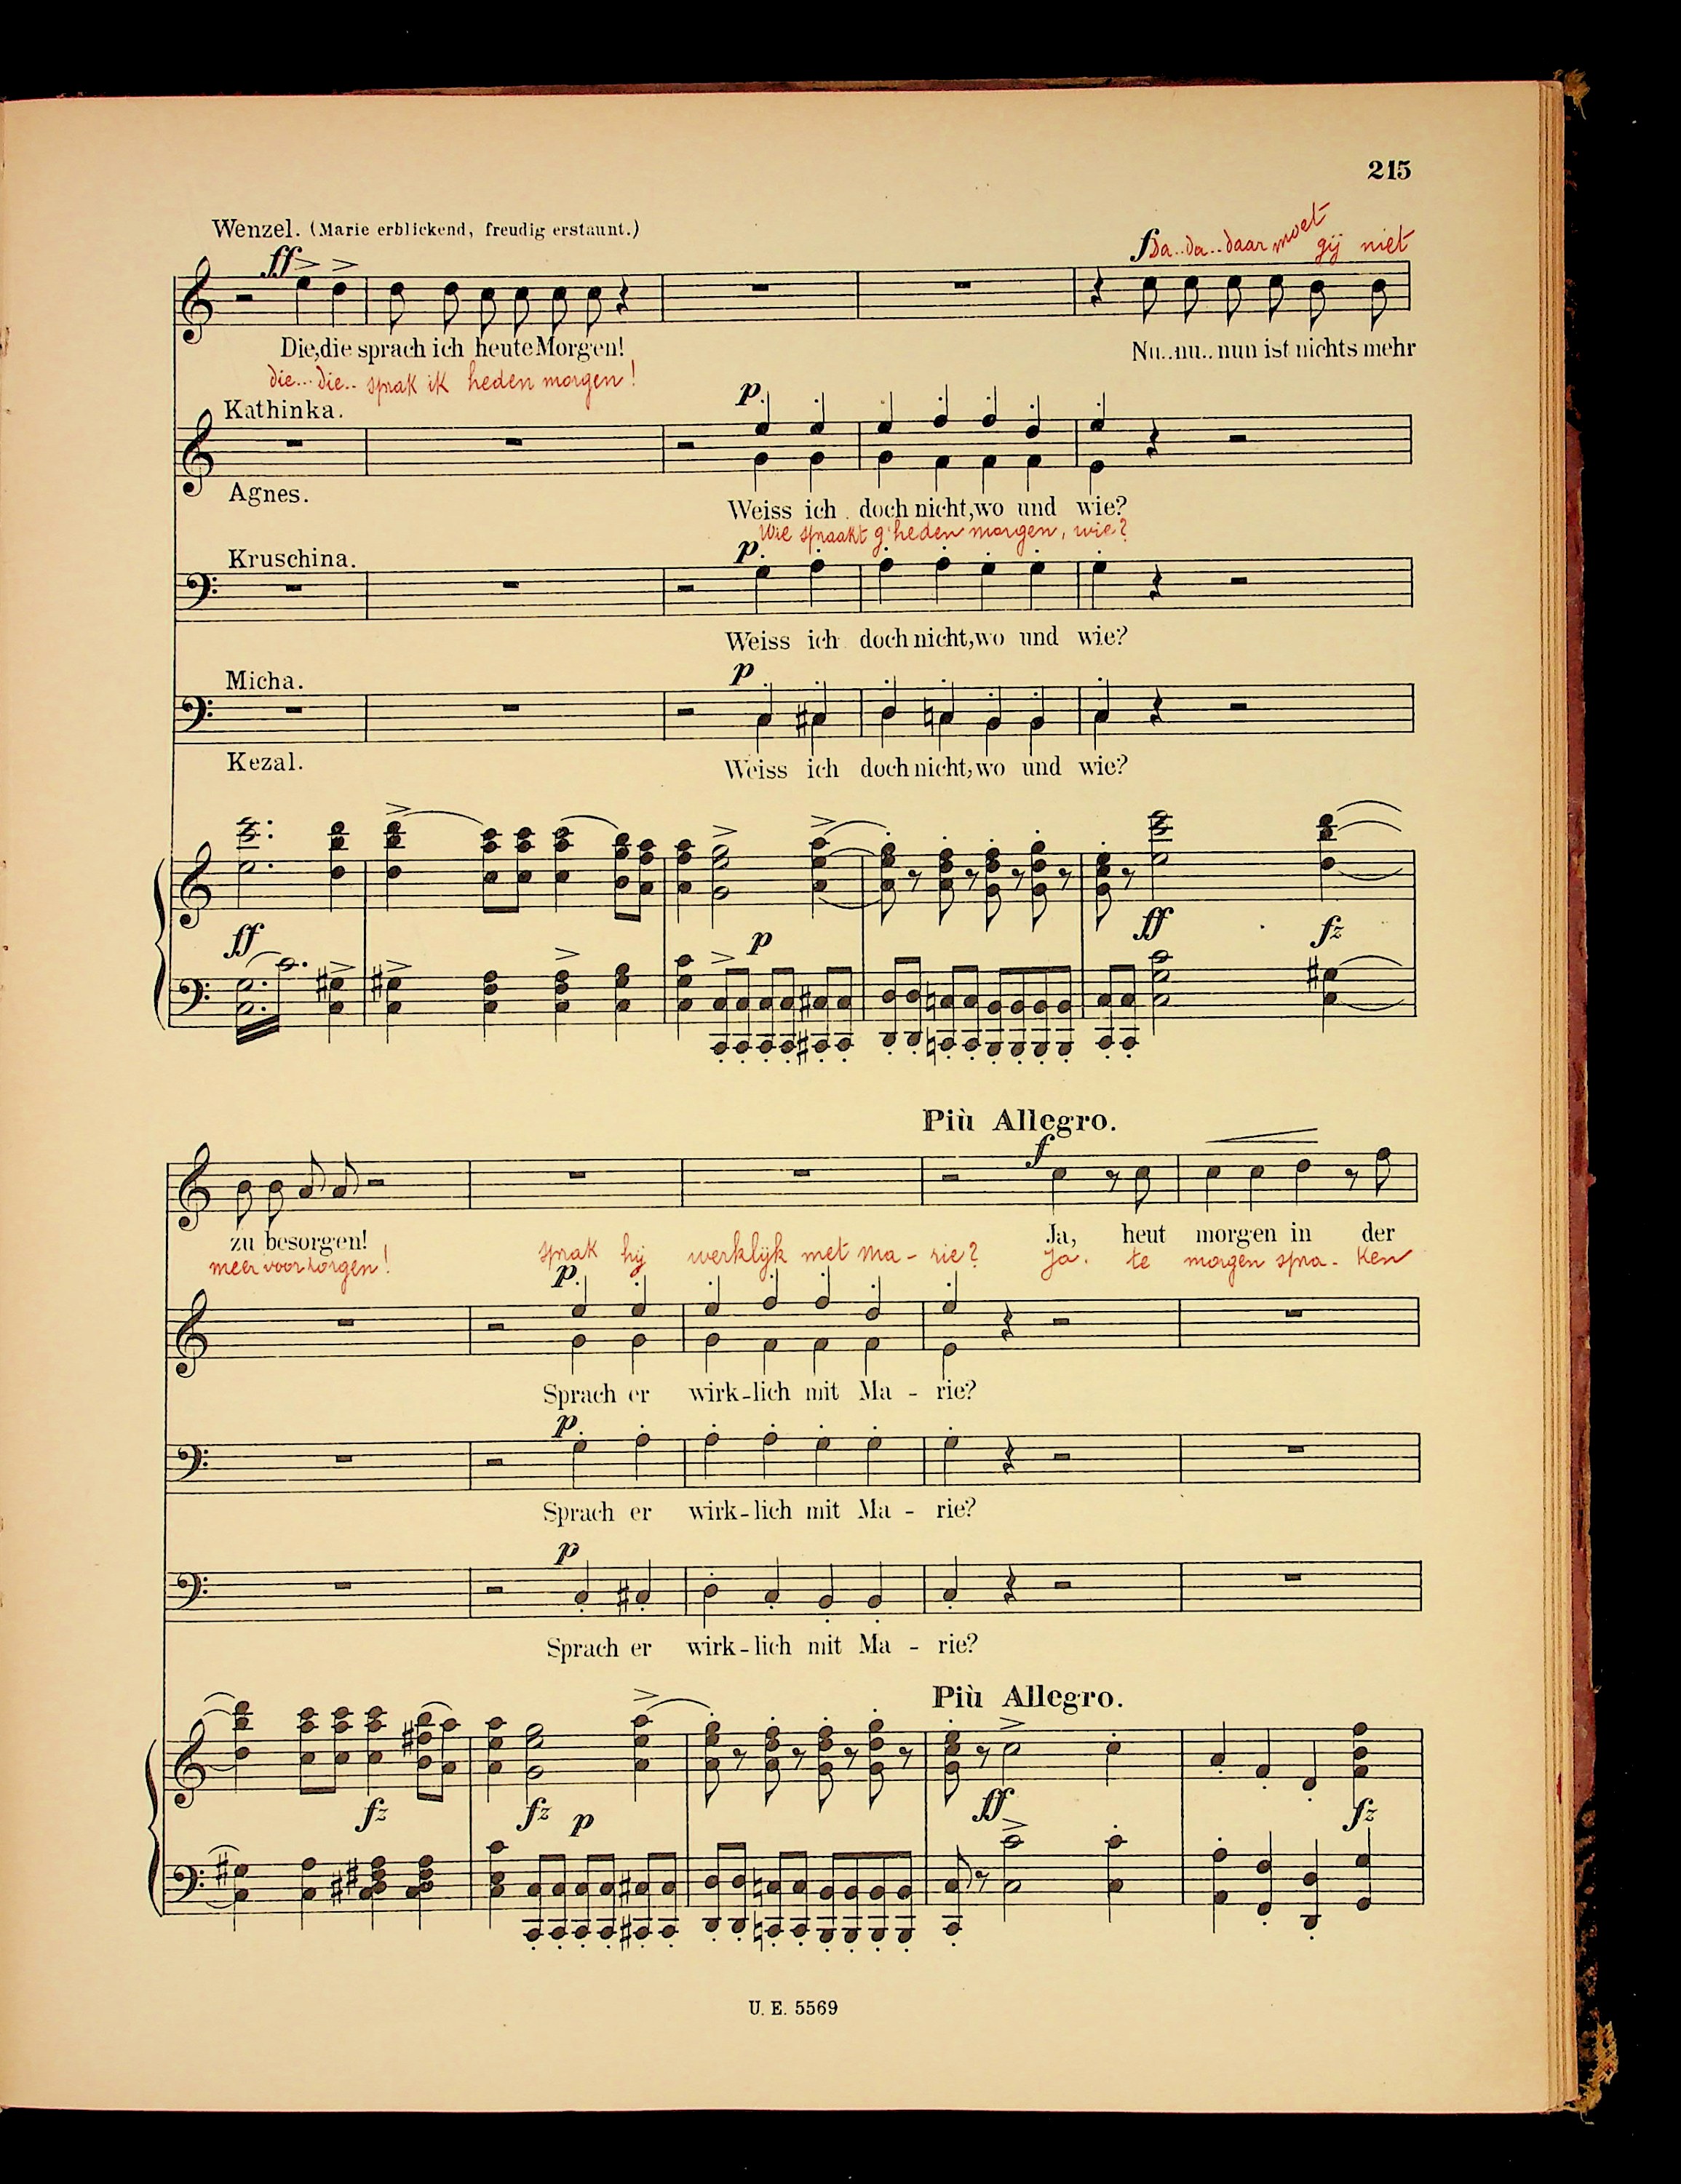 215
Wenzel. (Marie erblickend, freudig erstaunt.)
ff
f Da..da..daar moet gij niet
Die, die sprach ich heute Morgen!
Nu..nu..nun ist nichts mehr
die... die.. sprak ik heden morgen!
Kathinka.
p
Agnes.
Weiss ich doch nicht, wo und wie?
Wie spraakt g'heden morgen, wie?
Kruschina.
p
Weiss ich doch nicht, wo und wie?
Micha.
p
Kezal.
Weiss ich doch nicht, wo und wie?
ff p ff fz
Più Allegro.
f
zu besorgen!
Ja, heut morgen in der
meer voor zorgen! sprak hij werklijk met Ma - rie? Ja. te morgen spra - ken
p
Sprach er wirk-lich mit Ma - rie?
p
Sprach er wirk-lich mit Ma - rie?
p
Sprach er wirk-lich mit Ma - rie?
Più Allegro.
fz fz p ff fz
U. E. 5569